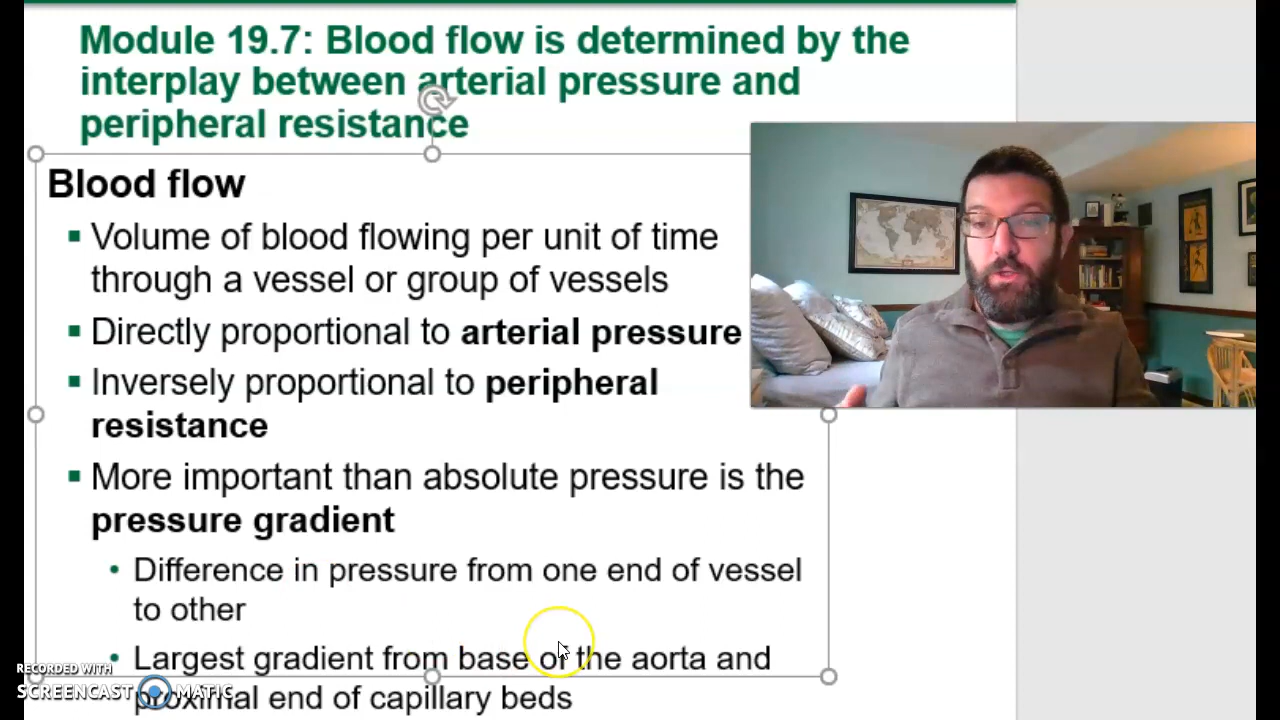 Module 19.7: Blood flow is determined by the
interplay between arterial pressure and
peripheral resistance
Blood flow
▪ Volume of blood flowing per unit of time
through a vessel or group of vessels
▪ Directly proportional to arterial pressure
▪ Inversely proportional to peripheral
resistance
▪ More important than absolute pressure is the
pressure gradient
• Difference in pressure from one end of vessel
to other
• Largest gradient from base of the aorta and
proximal end of capillary beds
RECORDED WITH
SCREENCAST MATIC